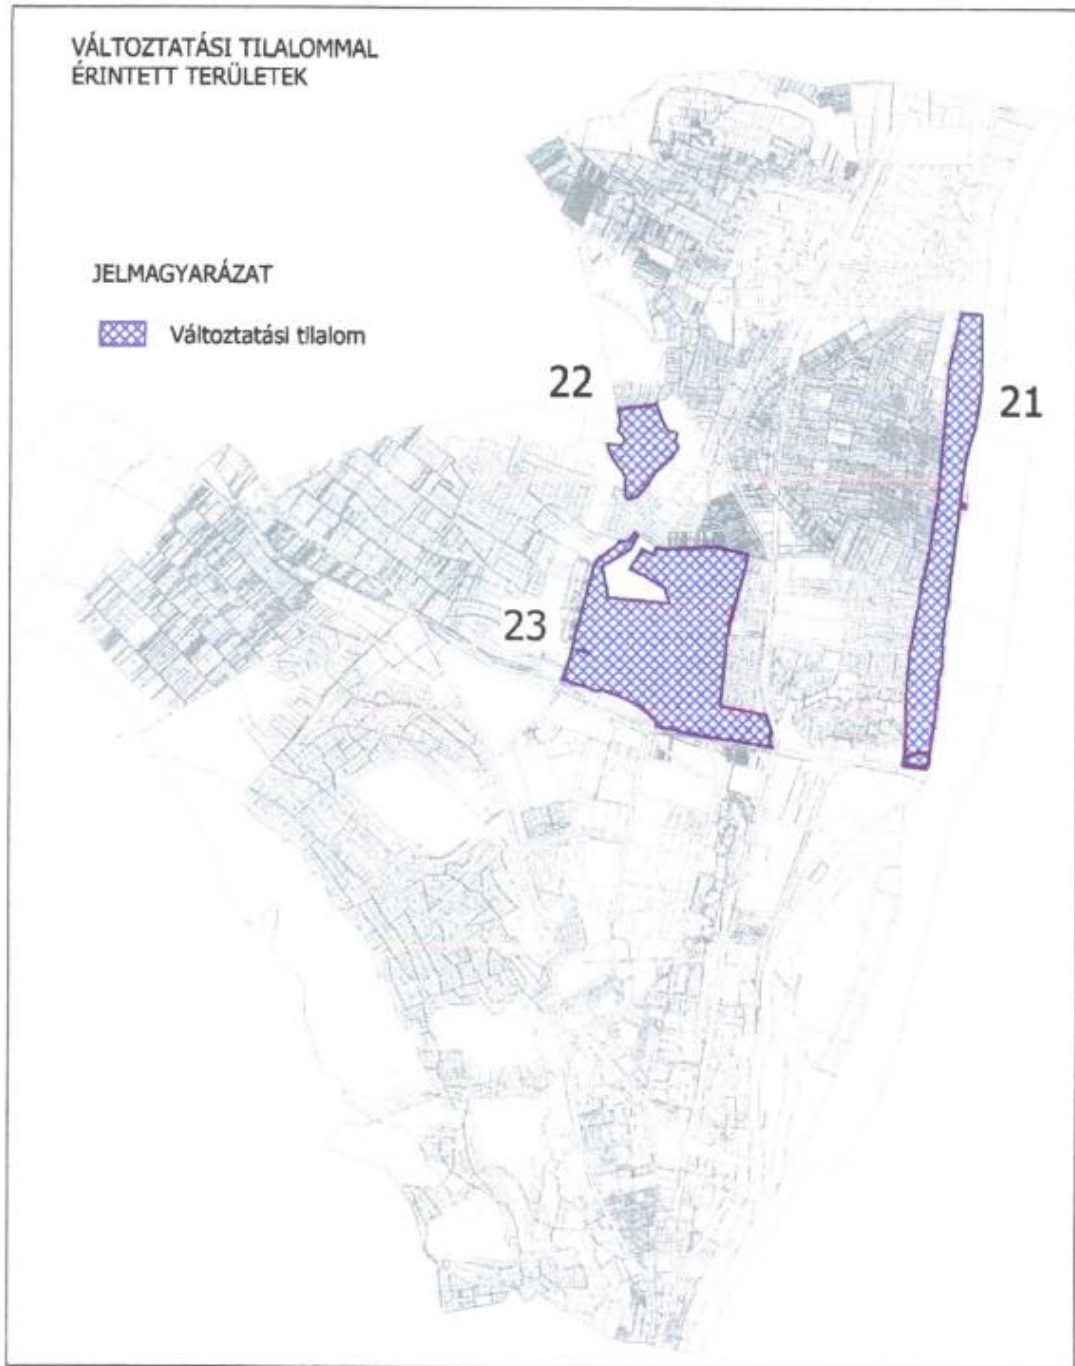 VÁLTOZTATÁSI TILALOMMAL
ÉRINTETT TERÜLETEK
JELMAGYARÁZAT
Változtatási tilalom
22
21
23